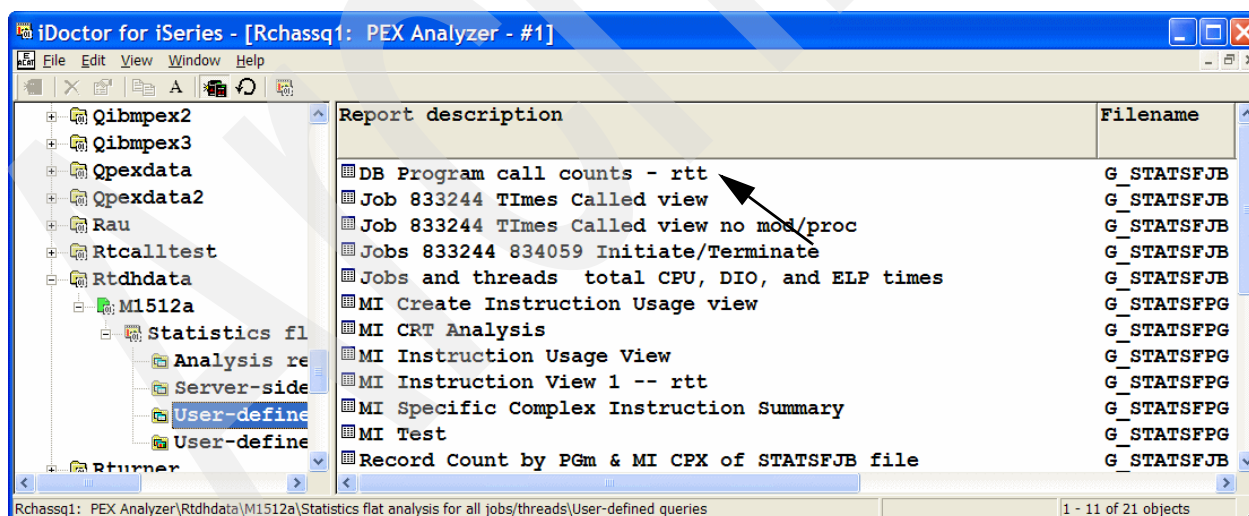 iDoctor for iSeries - [Rchassq1: PEX Analyzer - #1]
File Edit View Window Help
Qibmpex2
Qibmpex3
Qpexdata
Qpexdata2
Rau
Rtcalltest
Rtdhdata
M1512a
Statistics fl
Analysis re
Server-side
User-define
User-define
Rturner
Report description Filename
DB Program call counts - rtt G_STATSFJB
Job 833244 TImes Called view G_STATSFJB
Job 833244 TImes Called view no mod/proc G_STATSFJB
Jobs 833244 834059 Initiate/Terminate G_STATSFJB
Jobs and threads total CPU, DIO, and ELP times G_STATSFJB
MI Create Instruction Usage view G_STATSFPG
MI CRT Analysis G_STATSFPG
MI Instruction Usage View G_STATSFPG
MI Instruction View 1 -- rtt G_STATSFPG
MI Specific Complex Instruction Summary G_STATSFPG
MI Test G_STATSFPG
Record Count by PGm & MI CPX of STATSFJB file G_STATSFJB
Rchassq1: PEX Analyzer\Rtdhdata\M1512a\Statistics flat analysis for all jobs/threads\User-defined queries 1 - 11 of 21 objects